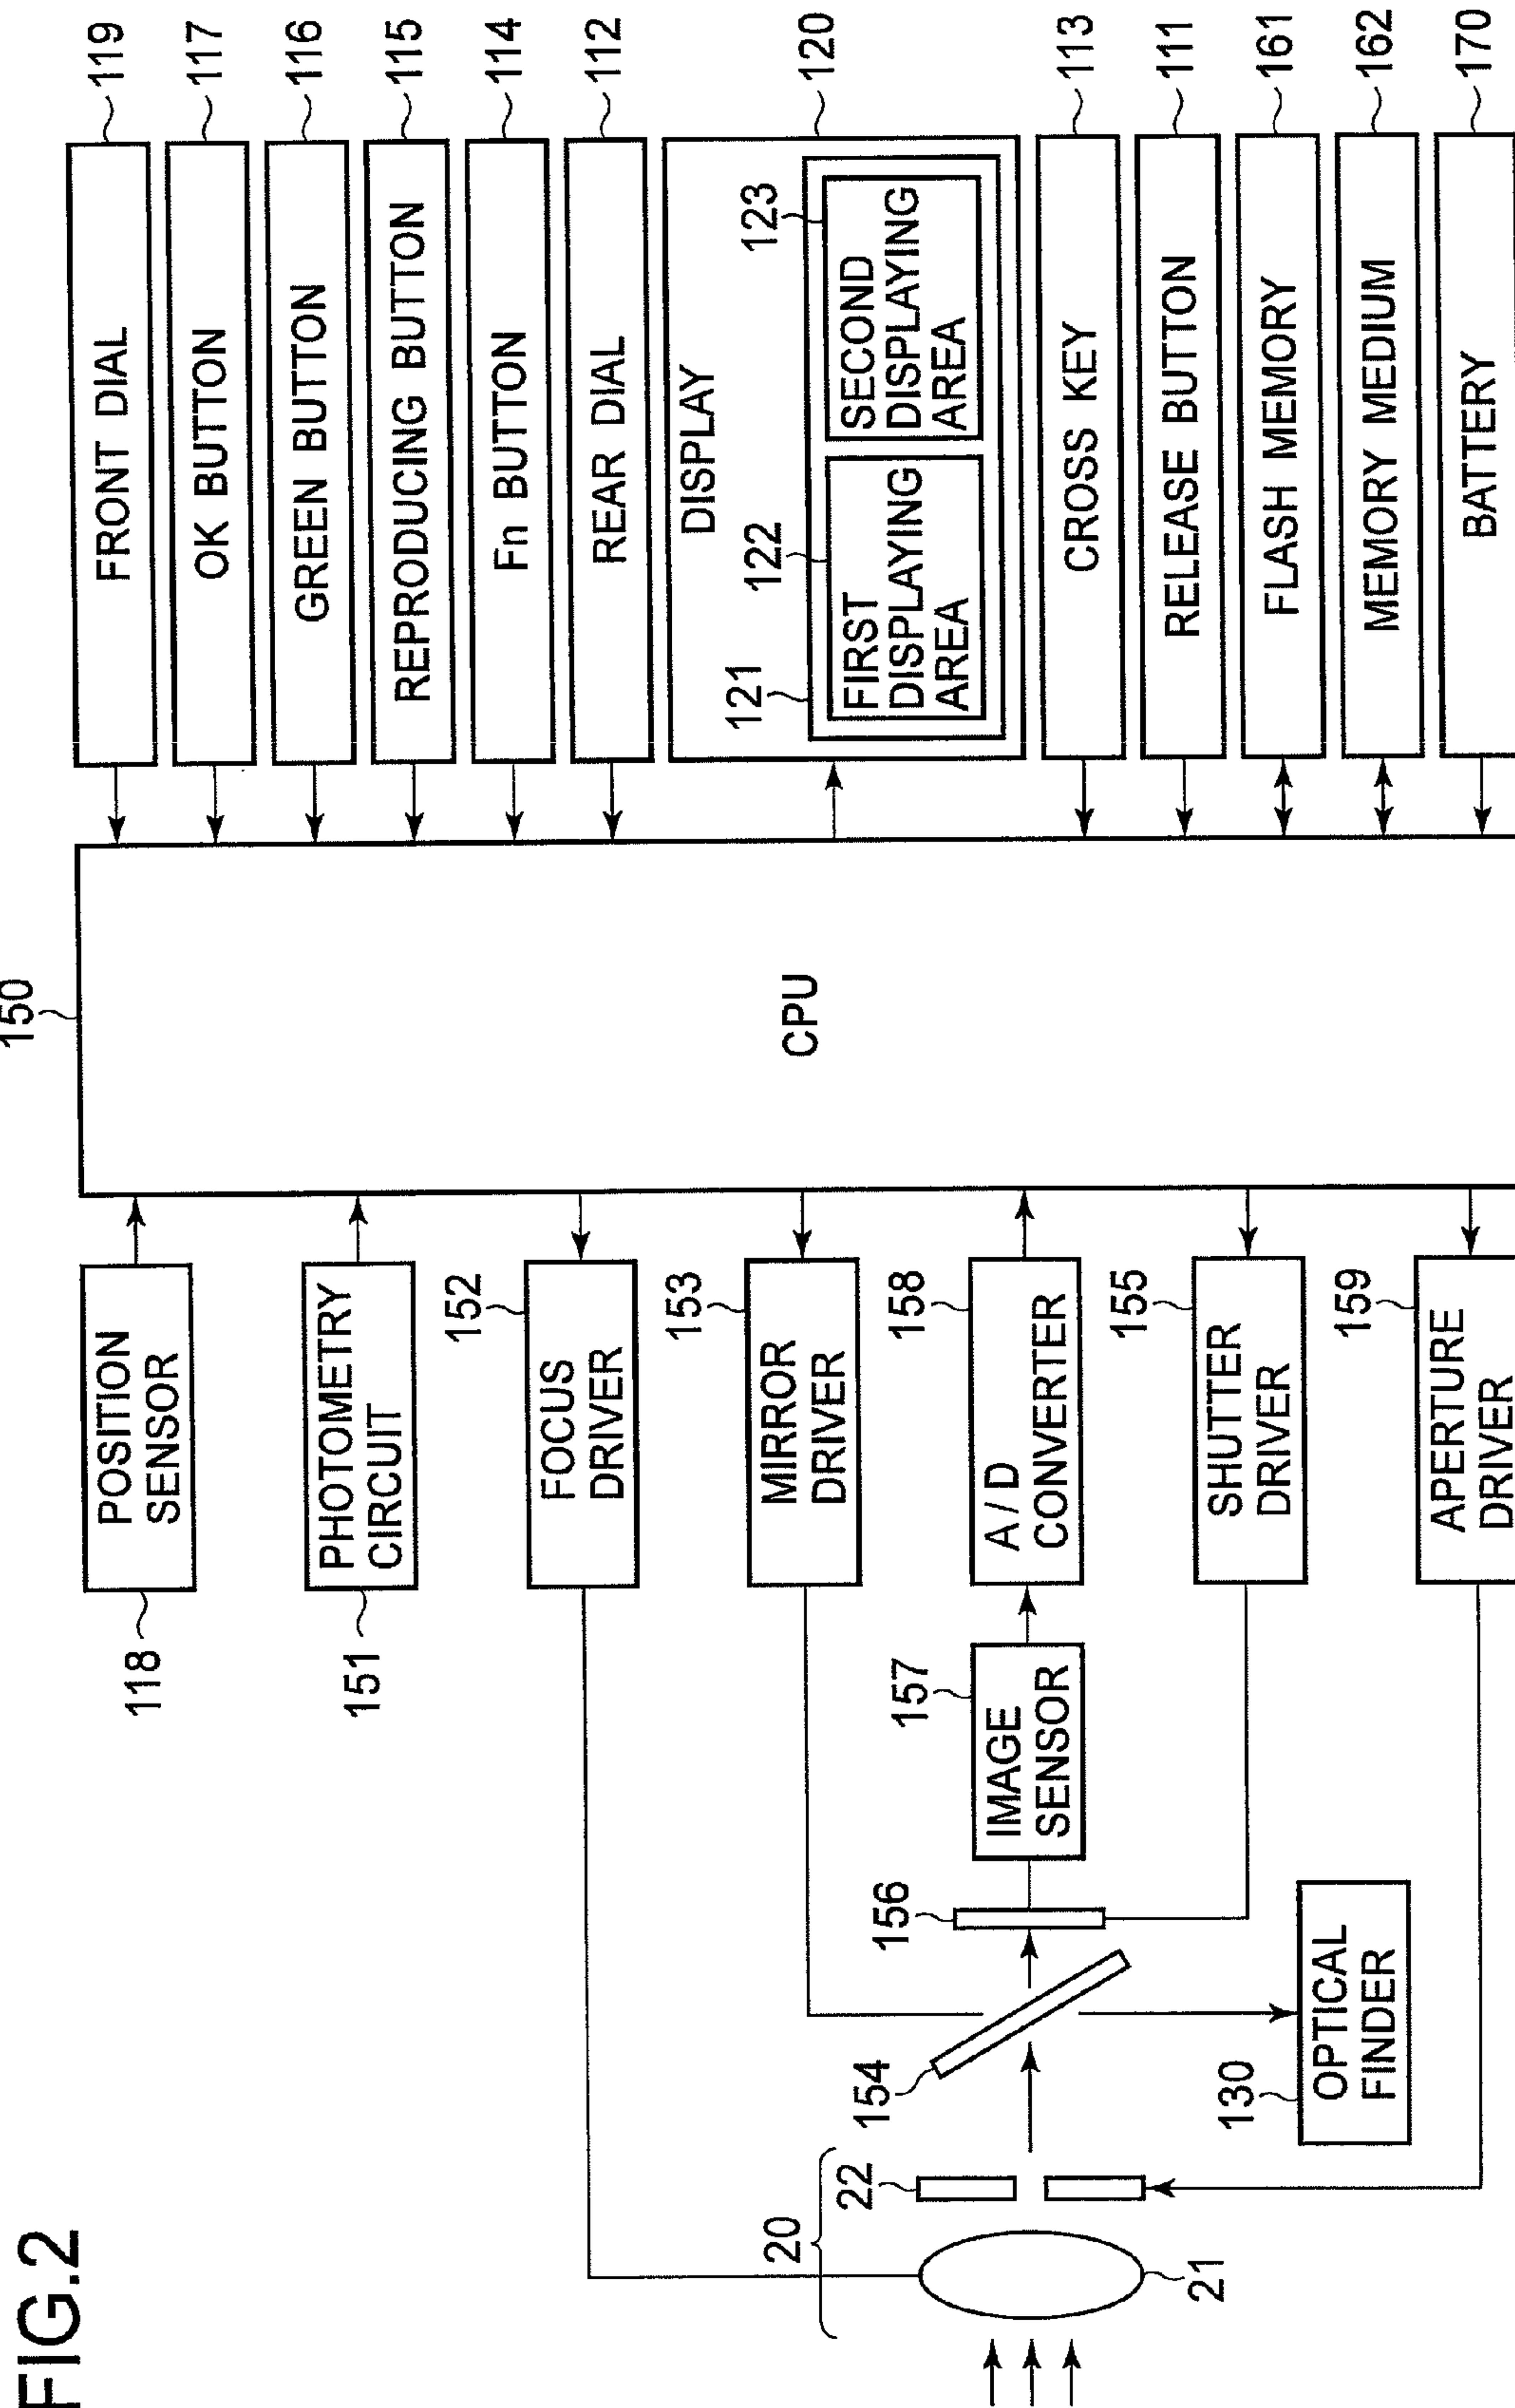 FIG.2
150
CPU
POSITION
SENSOR
118
PHOTOMETRY
CIRCUIT
151
152
FOCUS
DRIVER
153
MIRROR
DRIVER
158
A/D
CONVERTER
157
IMAGE
SENSOR
155
SHUTTER
DRIVER
159
APERTURE
DRIVER
156
154
130
OPTICAL
FINDER
20
22
21
FRONT DIAL
119
OK BUTTON
117
GREEN BUTTON
116
REPRODUCING BUTTON
115
Fn BUTTON
114
REAR DIAL
112
DISPLAY
120
121
122
FIRST
DISPLAYING
AREA
123
SECOND
DISPLAYING
AREA
CROSS KEY
113
RELEASE BUTTON
111
FLASH MEMORY
161
MEMORY MEDIUM
162
BATTERY
170